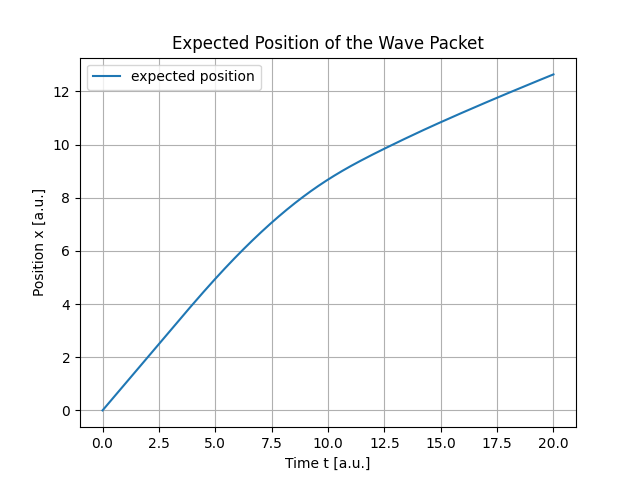 Expected Position of the Wave Packet
expected position
12
10
8
6
4
2
0
Position x [a.u.]
0.0 2.5 5.0 7.5 10.0 12.5 15.0 17.5 20.0
Time t [a.u.]